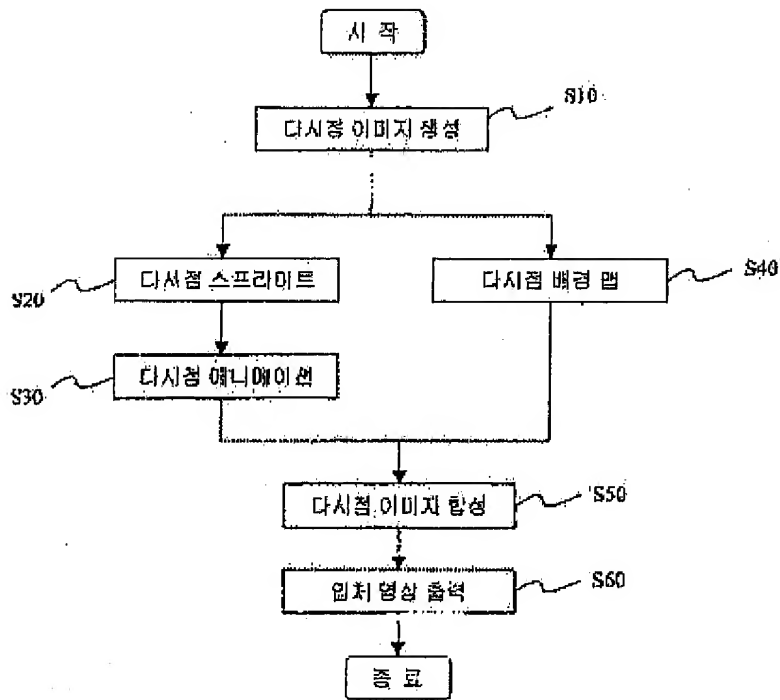 시 작
S10
다시점 이미지 생성
다시점 스프라이트
S20
다시점 배경 맵
S40
다시점 애니메이션
S30
다시점 이미지 합성
S50
입체 영상 출력
S60
종 료